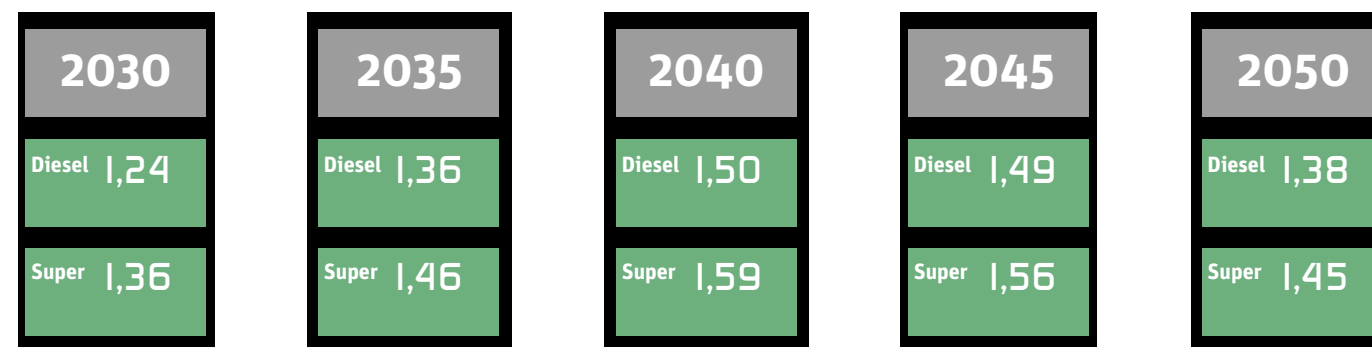 2030
Diesel 1,24
Super 1,36
2035
Diesel 1,36
Super 1,46
2040
Diesel 1,50
Super 1,59
2045
Diesel 1,49
Super 1,56
2050
Diesel 1,38
Super 1,45